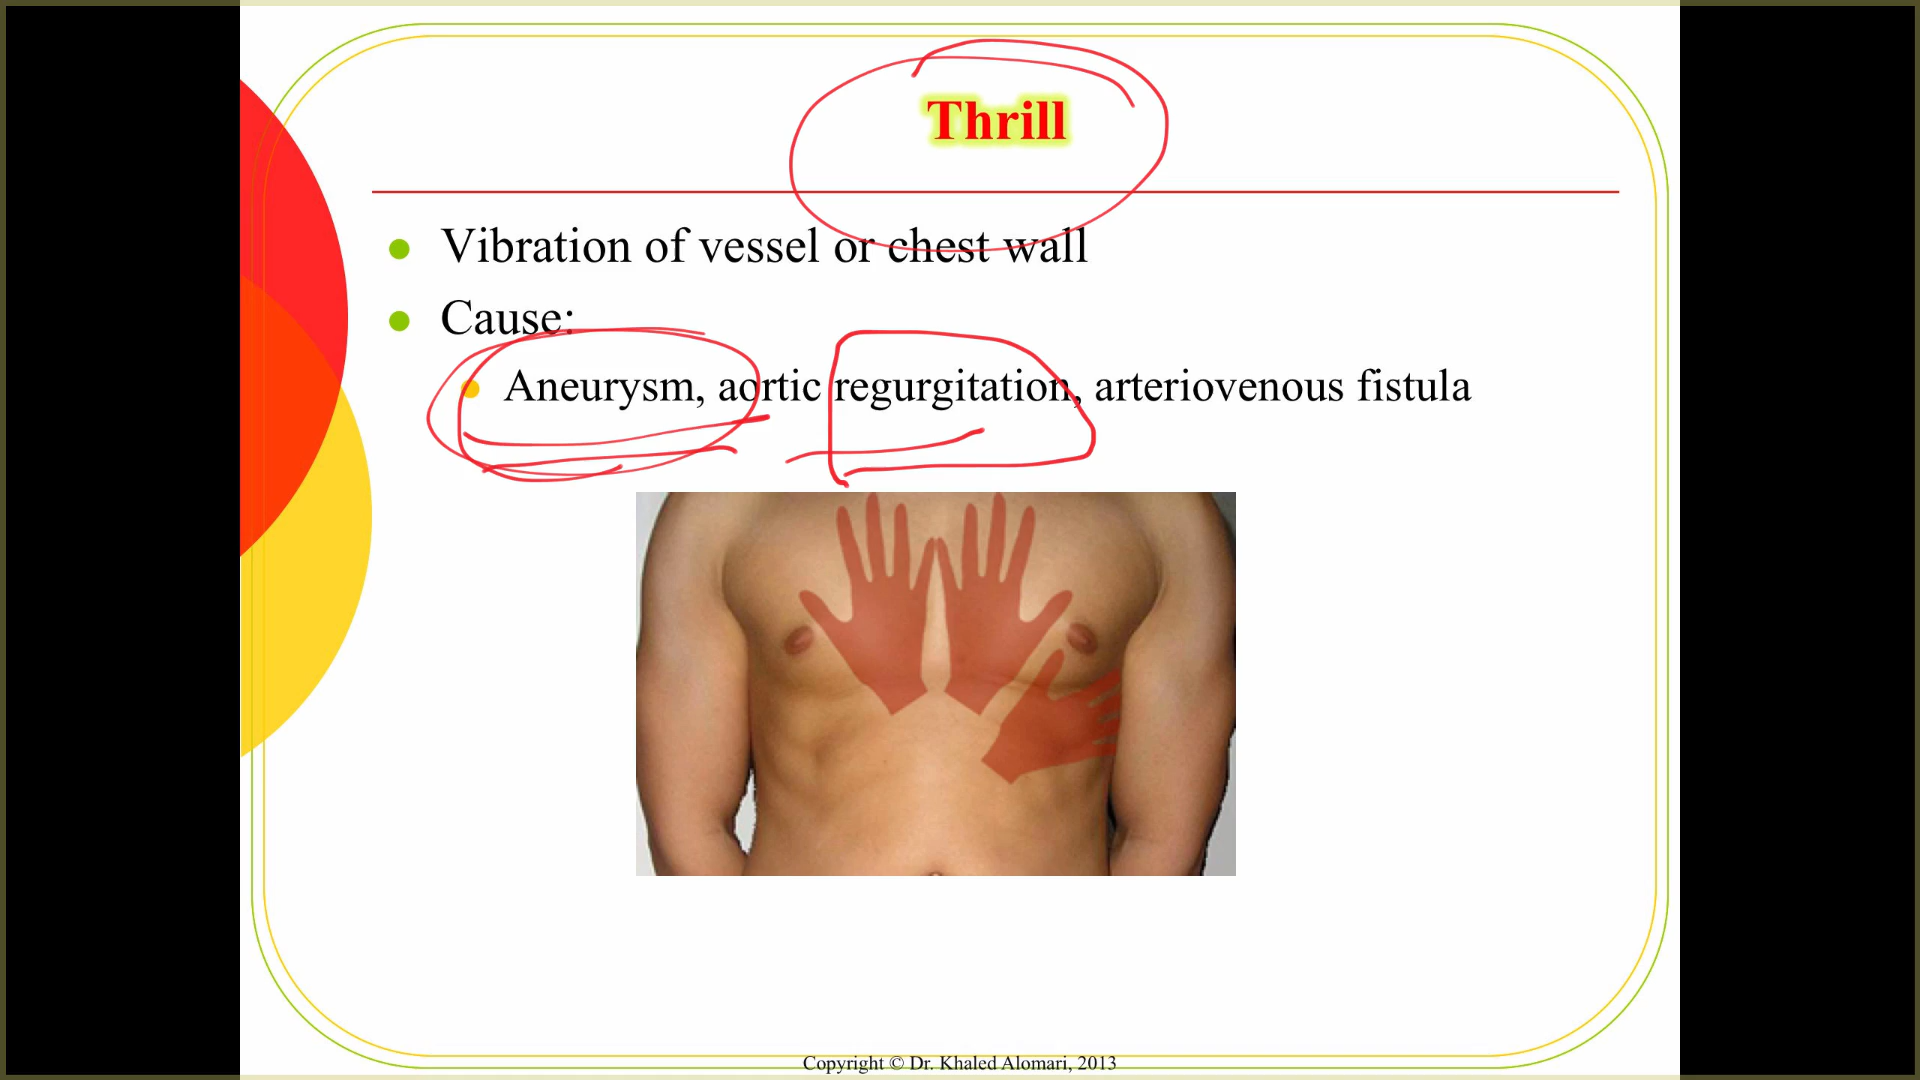 Thrill
Vibration of vessel or chest wall
Cause:
Aneurysm, aortic regurgitation, arteriovenous fistula
Copyright © Dr. Khaled Alomari, 2013